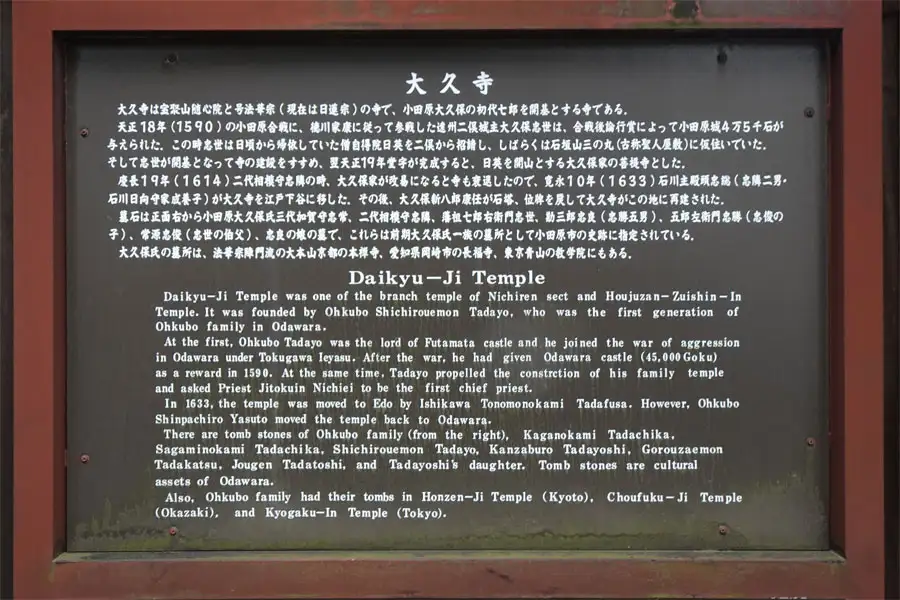 大久寺
大久寺は宝聚山随心院と号法華宗（現在は日蓮宗）の寺で、小田原大久保の初代七郎を開基とする寺である。
天正18年（1590）の小田原合戦に、徳川家康に従って参戦した遠州二俣城主大久保忠世は、合戦後論行賞によって小田原城4万5千石が
与えられた。この時忠世は日頃から帰依していた僧自得院日英を二俣から招請し、しばらくは石垣山三の丸（古称聖人屋敷）に仮住いでいた。
そして忠世が開基となって寺の建設をすすめ、翌天正19年堂宇が完成すると、日英を開山とする大久保家の菩提寺とした。
慶長19年（1614）二代相模守忠隣の時、大久保家が改易になると寺も衰退したので、寛永10年（1633）石川主殿頭忠総（忠隣二男・
石川日向守家成養子）が大久寺を江戸下谷に移した。その後、大久保新八郎康任が石塔、位牌を戻して大久寺がこの地に再建された。
墓石は正面右から小田原大久保氏三代加賀守忠常、二代相模守忠隣、藩祖七郎右衛門忠世、勘三郎忠良（忠勝五男）、五郎左衛門忠勝（忠俊の
子）、常源忠俊（忠世の伯父）、忠良の娘の墓で、これらは前期大久保氏一族の墓所として小田原市の史跡に指定されている。
大久保氏の墓所は、法華宗陣門流の大本山京都の本禅寺、愛知県岡崎市の長福寺、東京青山の教学院にもある。
Daikyu－Ji Temple
Daikyu－Ji Temple was one of the branch temple of Nichiren sect and Houjuzan－Zuishin－In
Temple. It was founded by Ohkubo Shichirouemon Tadayo, who was the first generation of
Ohkubo family in Odawara.
At the first, Ohkubo Tadayo was the lord of Futamata castle and he joined the war of aggression
in Odawara under Tokugawa Ieyasu. After the war, he had given Odawara castle (45,000Goku)
as a reward in 1590. At the same time, Tadayo propelled the constrction of his family temple
and asked Priest Jitokuin Nichiei to be the first chief priest.
In 1633, the temple was moved to Edo by Ishikawa Tonomonokami Tadafusa. However, Ohkubo
Shinpachiro Yasuto moved the temple back to Odawara.
There are tomb stones of Ohkubo family (from the right), Kaganokami Tadachika,
Sagaminokami Tadachika, Shichirouemon Tadayo, Kanzaburo Tadayoshi, Gorouzaemon
Tadakatsu, Jougen Tadatoshi, and Tadayoshi's daughter. Tomb stones are cultural
assets of Odawara.
Also, Ohkubo family had their tombs in Honzen－Ji Temple (Kyoto), Choufuku－Ji Temple
(Okazaki), and Kyogaku－In Temple (Tokyo).